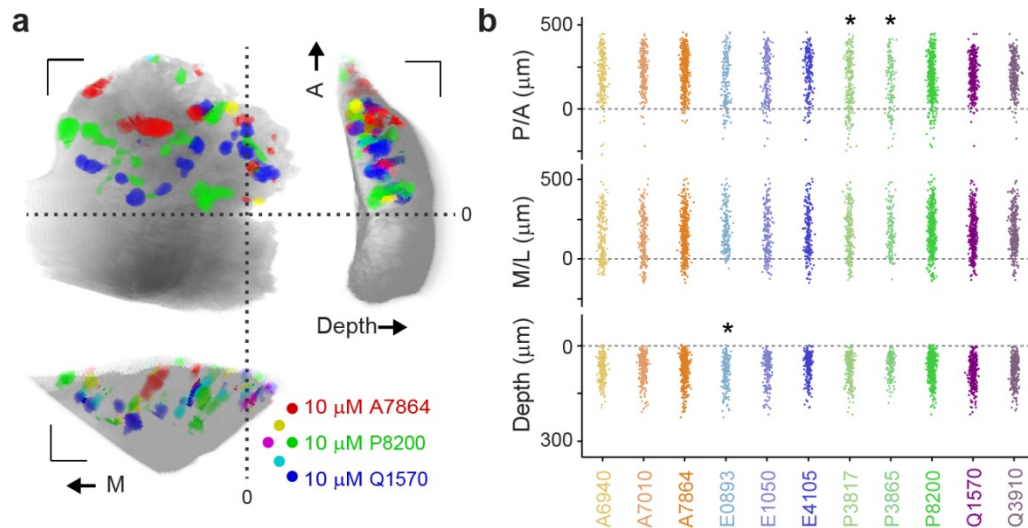 a
A
0
Depth
10 μM A7864
10 μM P8200
10 μM Q1570
M
0
b
* *
500
P/A (μm)
0
500
M/L (μm)
0
*
0
Depth (μm)
300
A6940
A7010
A7864
E0893
E1050
E4105
P3817
P3865
P8200
Q1570
Q3910